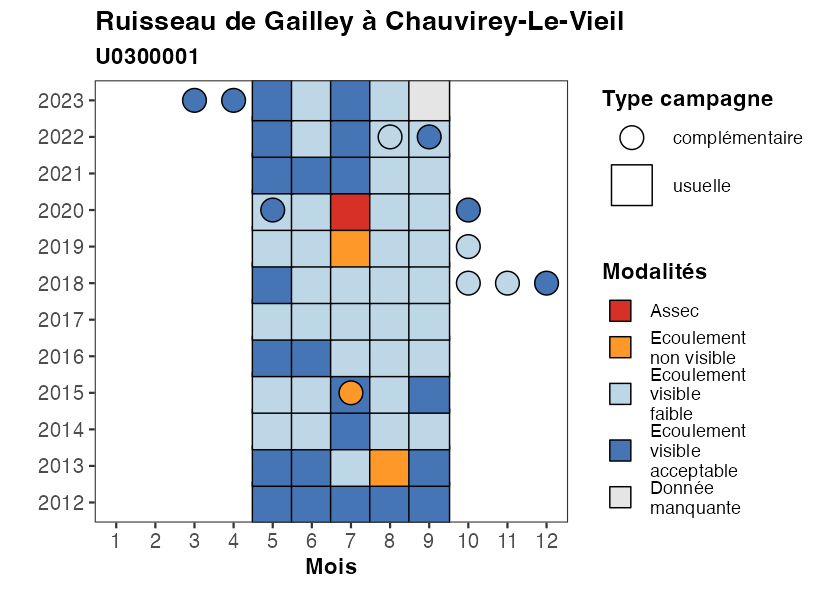 Ruisseau de Gailley à Chauvirey-Le-Vieil
U0300001
2023
2022
2021
2020
2019
2018
2017
2016
2015
2014
2013
2012
1 2 3 4 5 6 7 8 9 10 11 12
Mois
Type campagne
complémentaire
usuelle
Modalités
Assec
Ecoulement
non visible
Ecoulement
visible
faible
Ecoulement
visible
acceptable
Donnée
manquante